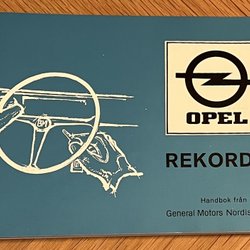 OPEL
REKORD
Handbok från
General Motors Nordis